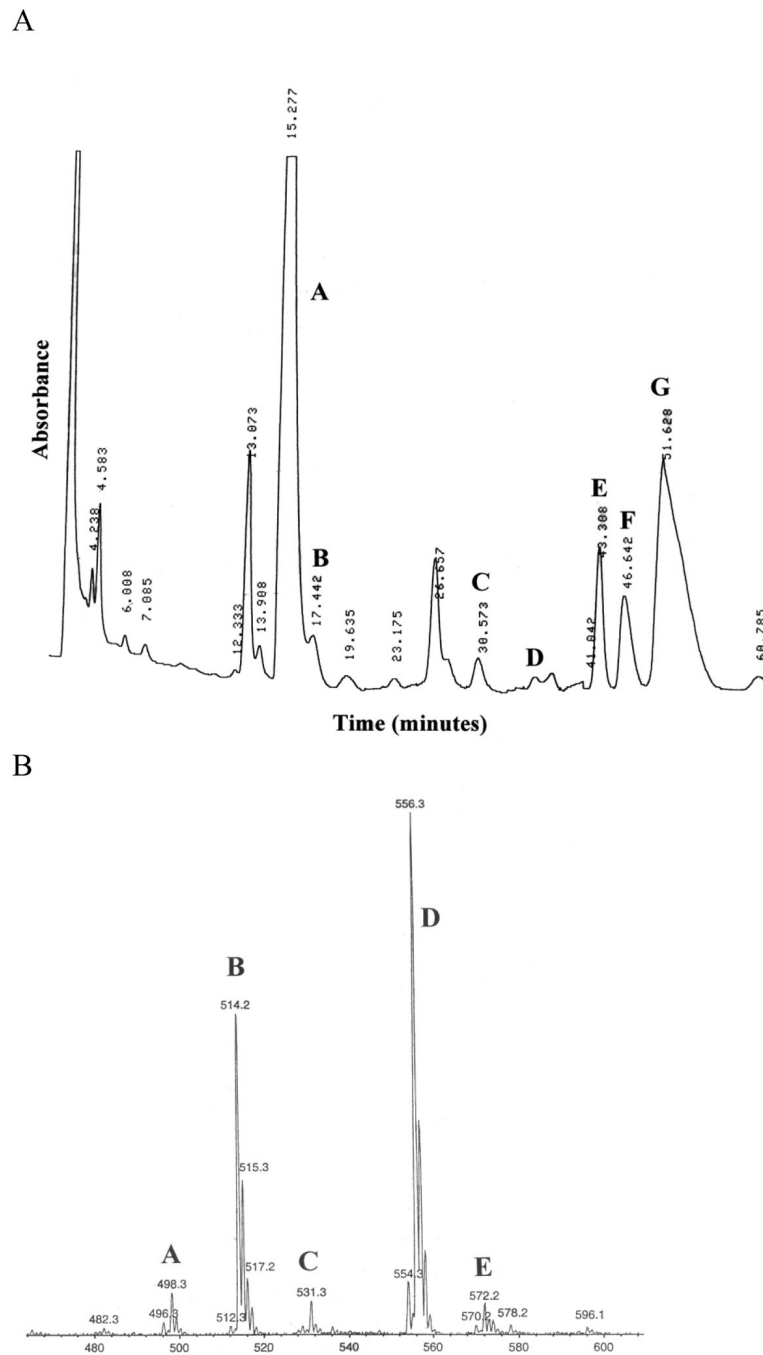 A
15.277
A
Absorbance
G
51.628
13.073
4.583
4.238
E
43.308
F
46.642
B
17.442
C
30.573
26.657
6.008
7.085
12.333
13.908
19.635
23.175
D
41.042
60.785
Time (minutes)
B
556.3
D
B
514.2
515.3
A
498.3
C
531.3
E
572.2
517.2
554.3
482.3
496.3
512.3
570.2
578.2
596.1
480 500 520 540 560 580 600